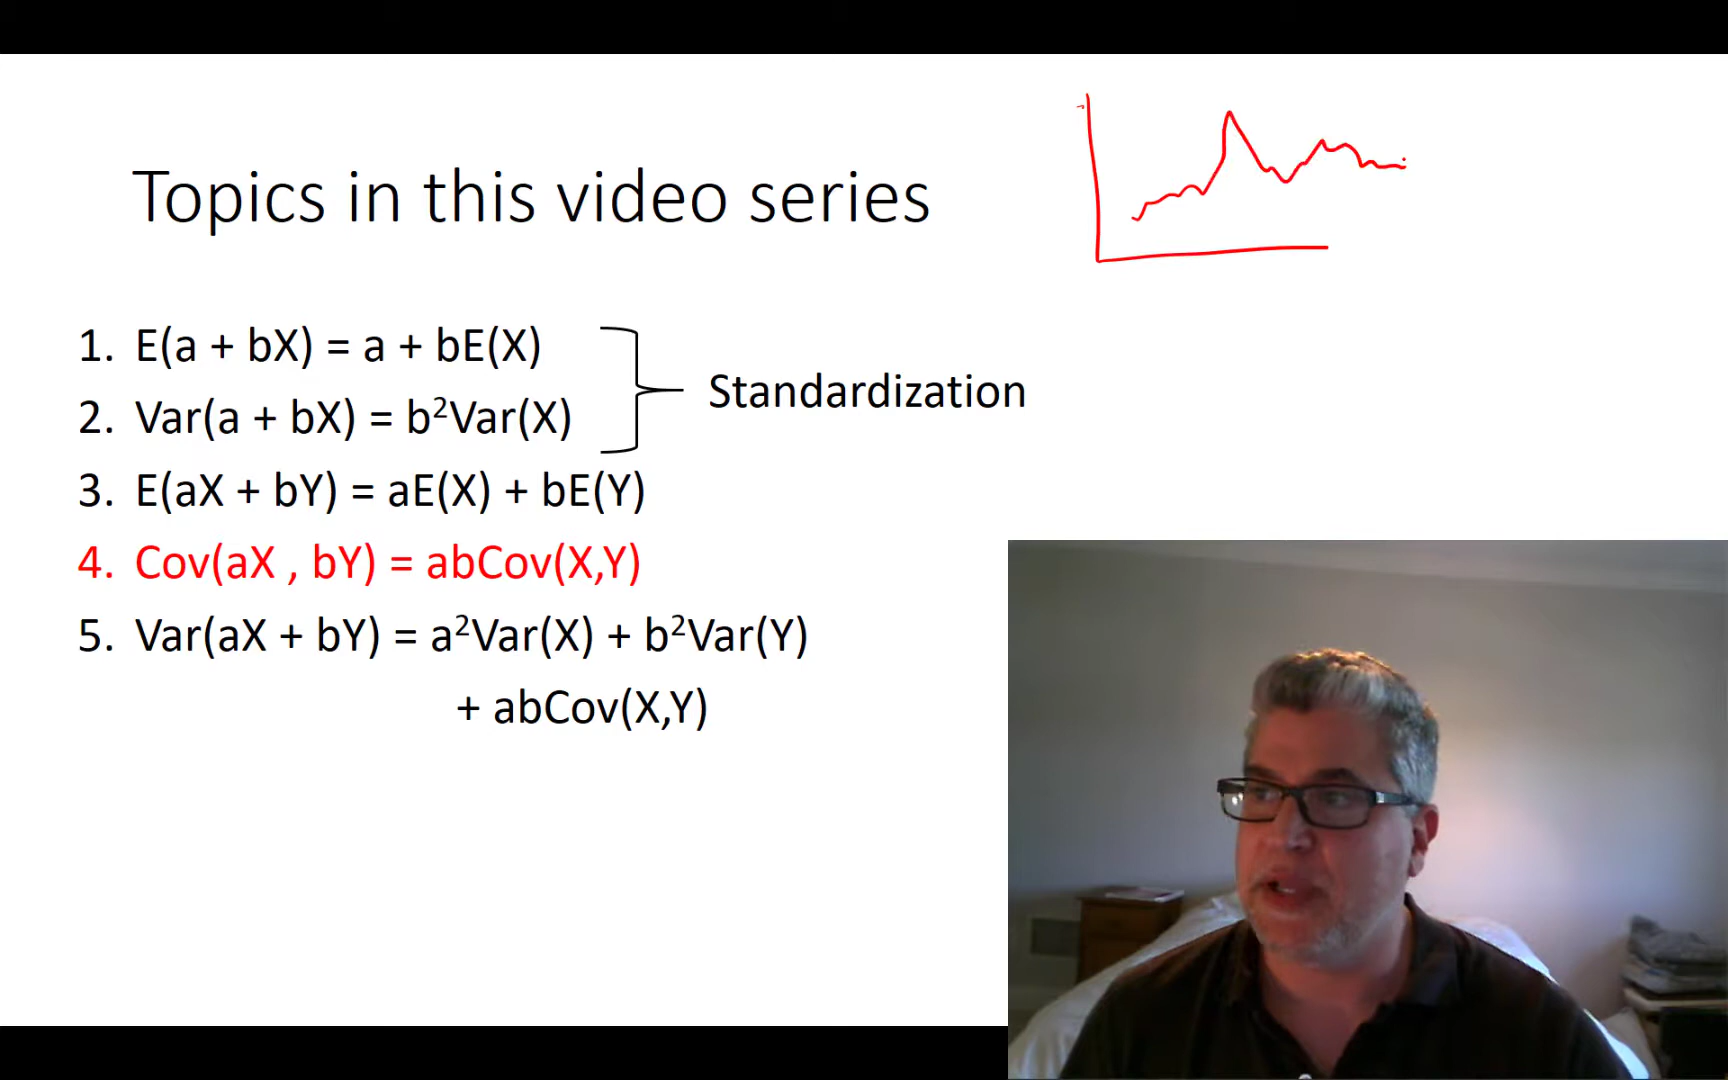 Topics in this video series
1. E(a + bX) = a + bE(X)
2. Var(a + bX) = b²Var(X)
Standardization
3. E(aX + bY) = aE(X) + bE(Y)
4. Cov(aX , bY) = abCov(X,Y)
5. Var(aX + bY) = a²Var(X) + b²Var(Y)
+ abCov(X,Y)